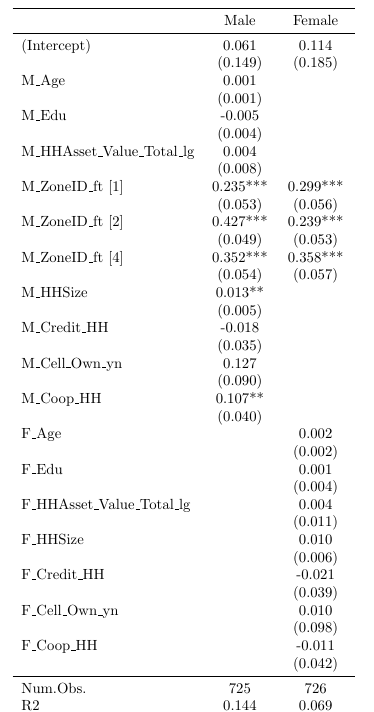 Male Female
(Intercept) 0.061 0.114
(0.149) (0.185)
M_Age 0.001
(0.001)
M_Edu -0.005
(0.004)
M_HHAsset_Value_Total_lg 0.004
(0.008)
M_ZoneID_ft [1] 0.235*** 0.299***
(0.053) (0.056)
M_ZoneID_ft [2] 0.427*** 0.239***
(0.049) (0.053)
M_ZoneID_ft [4] 0.352*** 0.358***
(0.054) (0.057)
M_HHSize 0.013**
(0.005)
M_Credit_HH -0.018
(0.035)
M_Cell_Own_yn 0.127
(0.090)
M_Coop_HH 0.107**
(0.040)
F_Age 0.002
(0.002)
F_Edu 0.001
(0.004)
F_HHAsset_Value_Total_lg 0.004
(0.011)
F_HHSize 0.010
(0.006)
F_Credit_HH -0.021
(0.039)
F_Cell_Own_yn 0.010
(0.098)
F_Coop_HH -0.011
(0.042)
Num.Obs. 725 726
R2 0.144 0.069